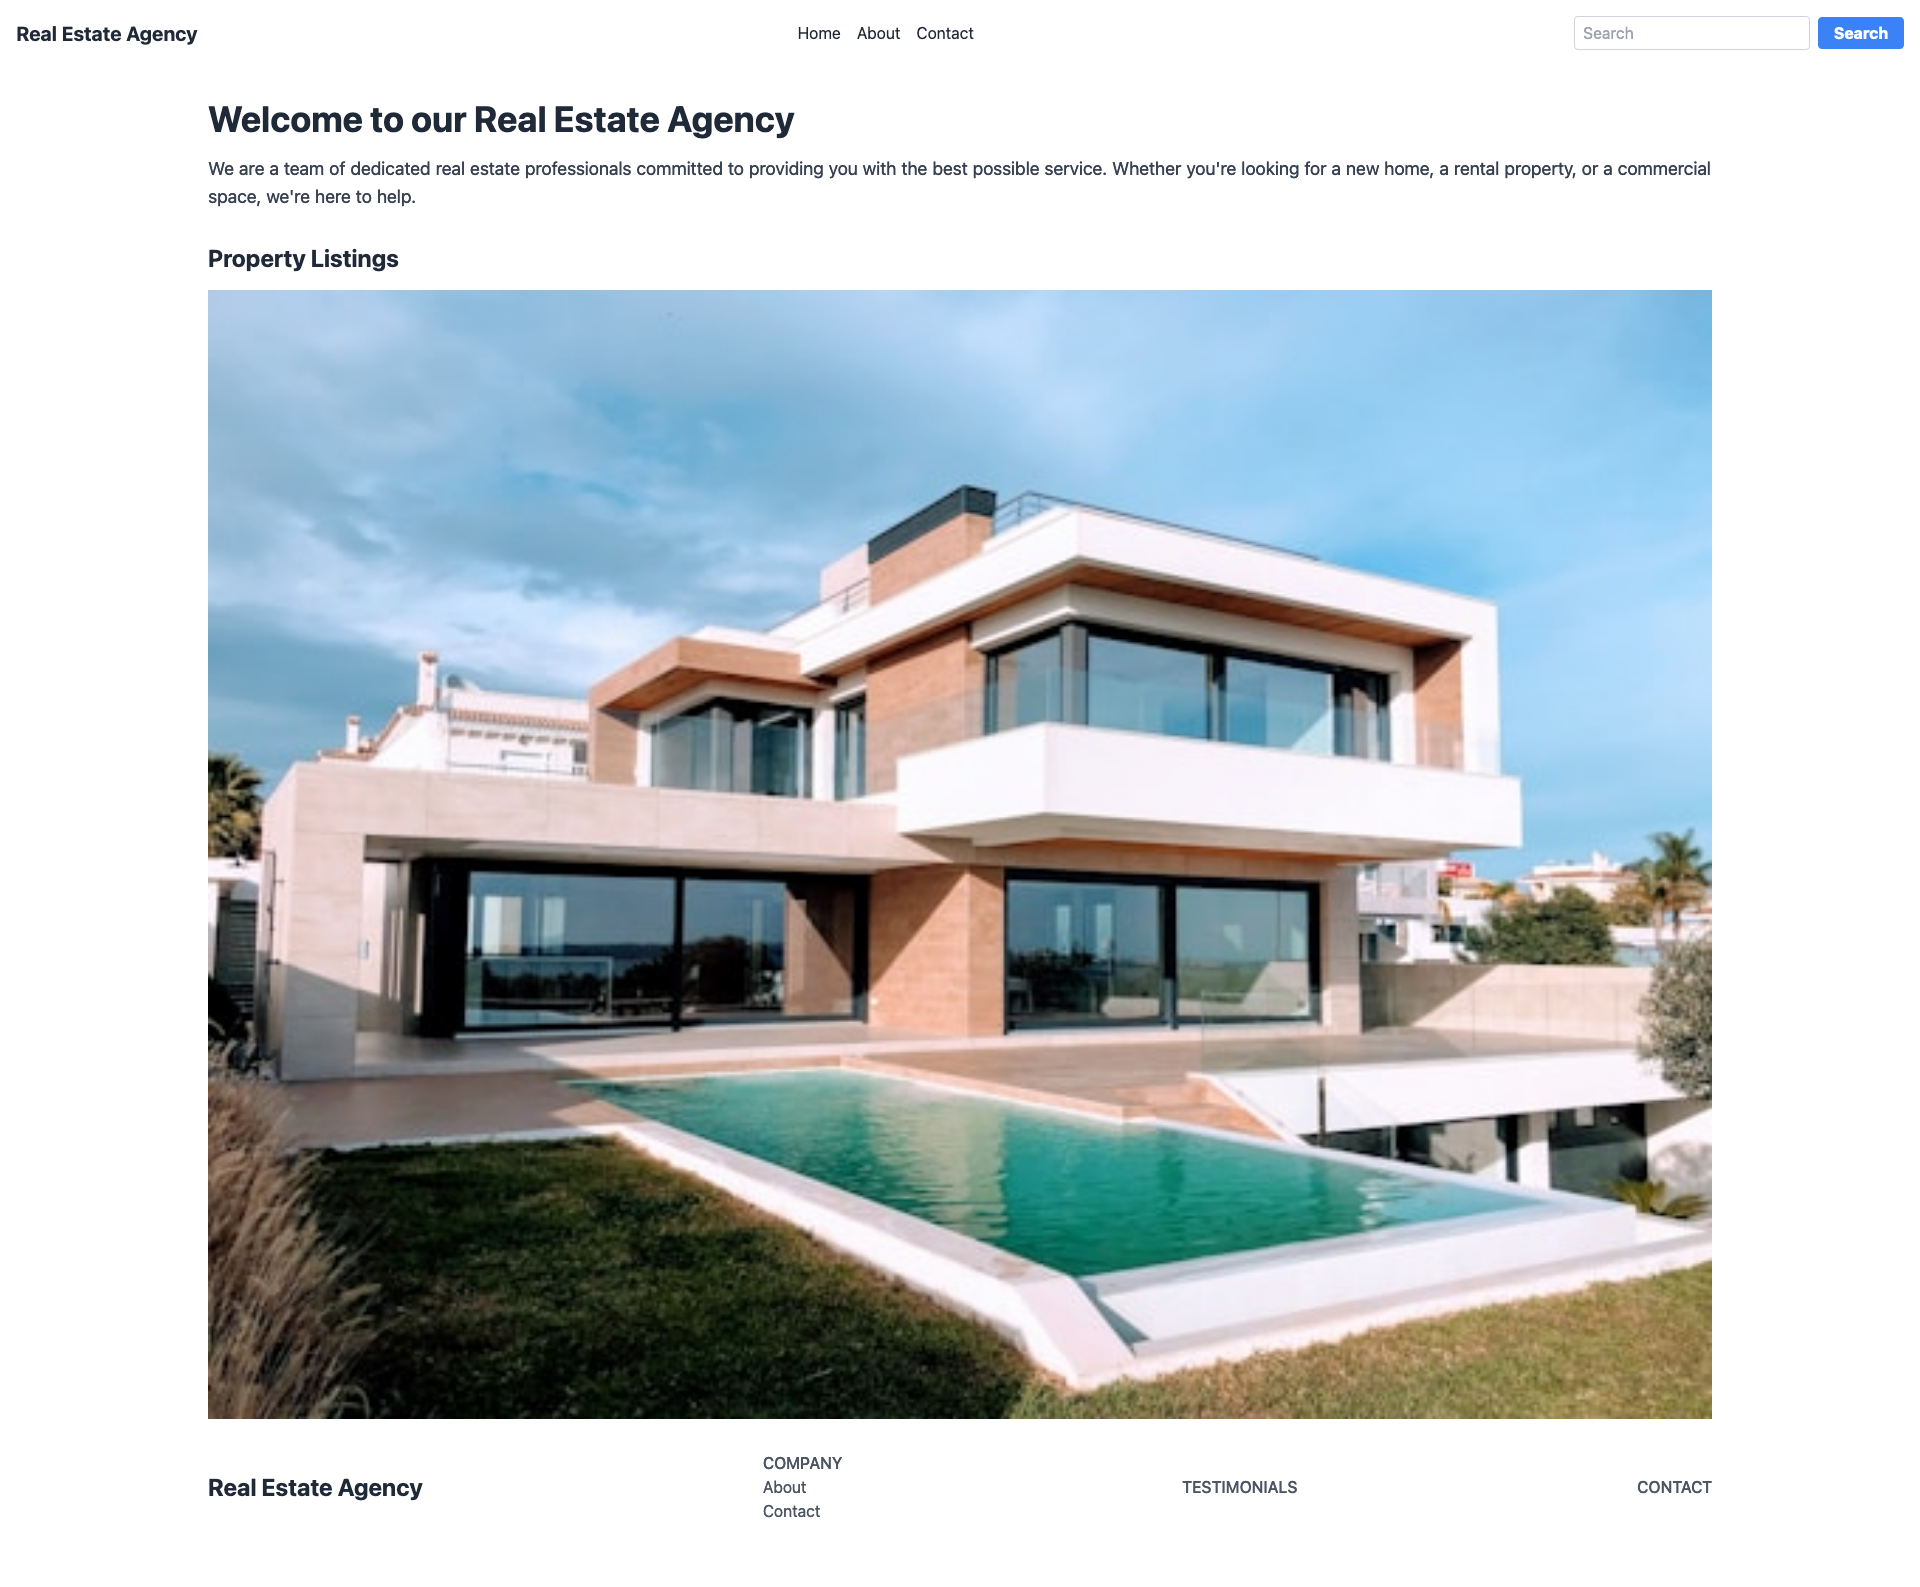 Real Estate Agency
Home About Contact
Search
Search
Welcome to our Real Estate Agency
We are a team of dedicated real estate professionals committed to providing you with the best possible service. Whether you're looking for a new home, a rental property, or a commercial
space, we're here to help.
Property Listings
Real Estate Agency
COMPANY
About
Contact
TESTIMONIALS
CONTACT